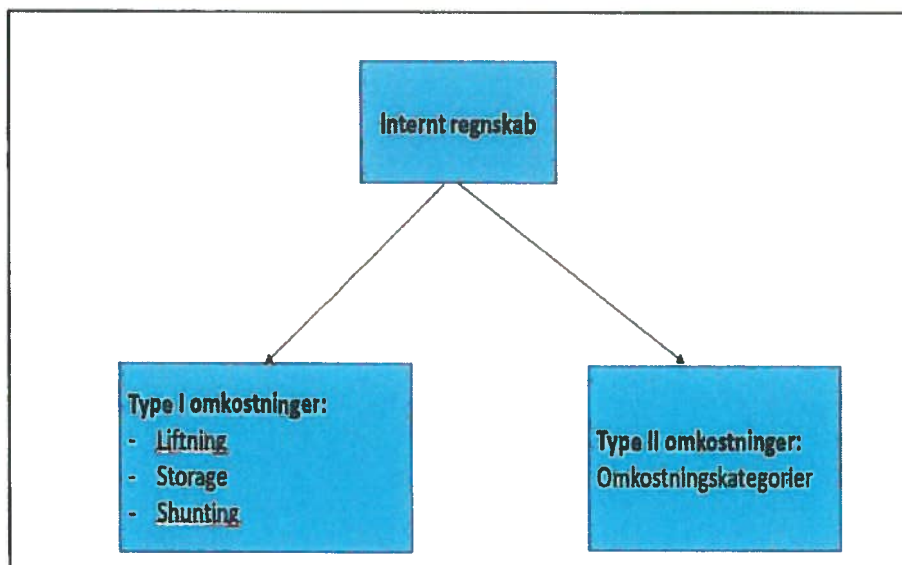 Internt regnskab
Type I omkostninger:
- Liftning
- Storage
- Shunting
Type II omkostninger:
Omkostningskategorier